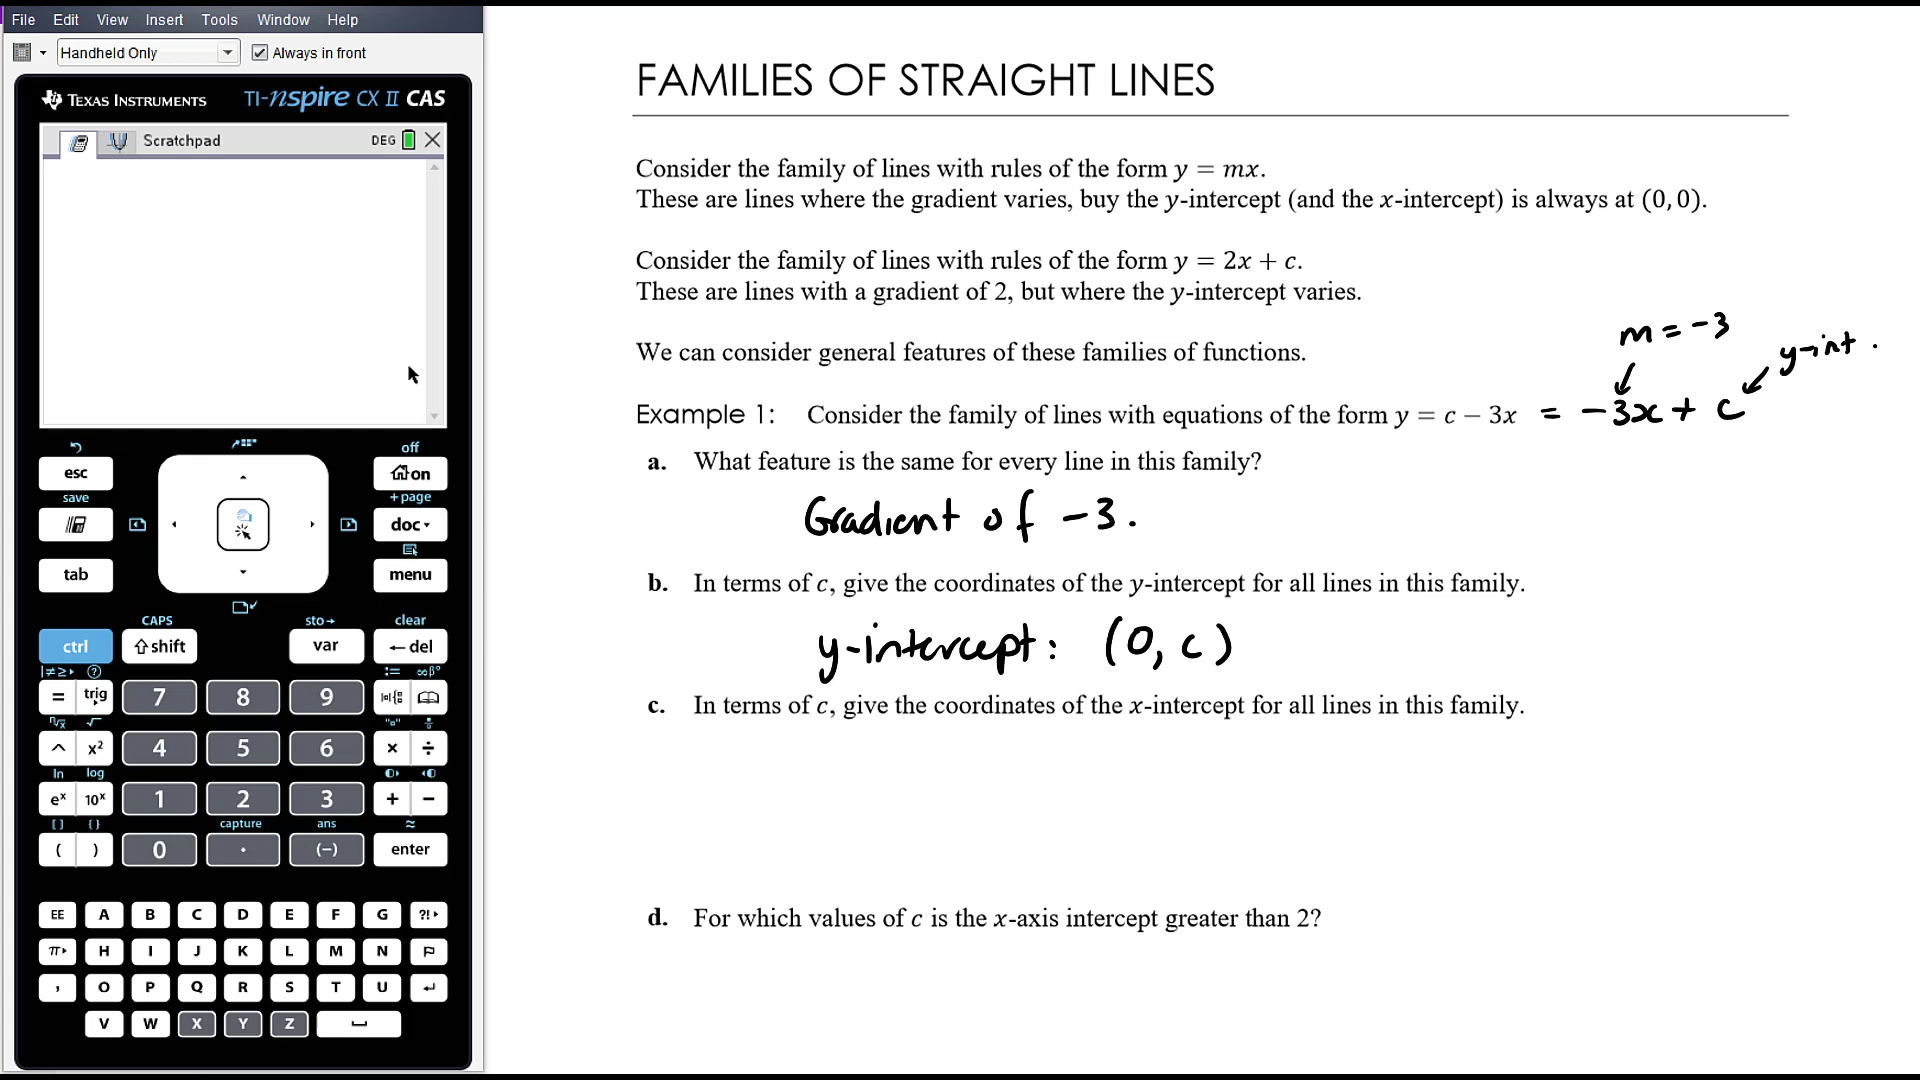 File Edit View Insert Tools Window Help
Handheld Only Always in front
TEXAS INSTRUMENTS TI-nspire CX II CAS
Scratchpad DEG
off
esc on
save + page
doc
tab menu
CAPS sto→ clear
ctrl shift var ←del
|≠≥▸ ? := ∞β°
= trig 7 8 9
ⁿ√x √ "□"
^ x² 4 5 6 × ÷
ln log
eˣ 10ˣ 1 2 3 + −
[ ] { } capture ans ≈
( ) 0 . (−) enter
EE A B C D E F G ?!▸
π▸ H I J K L M N
, O P Q R S T U ↵
V W X Y Z
FAMILIES OF STRAIGHT LINES
Consider the family of lines with rules of the form y = mx.
These are lines where the gradient varies, buy the y-intercept (and the x-intercept) is always at (0, 0).
Consider the family of lines with rules of the form y = 2x + c.
These are lines with a gradient of 2, but where the y-intercept varies.
We can consider general features of these families of functions.
m = -3
y-int .
Example 1: Consider the family of lines with equations of the form y = c − 3x = -3x + c
a. What feature is the same for every line in this family?
Gradient of -3.
b. In terms of c, give the coordinates of the y-intercept for all lines in this family.
y-intercept: (0, c)
c. In terms of c, give the coordinates of the x-intercept for all lines in this family.
d. For which values of c is the x-axis intercept greater than 2?